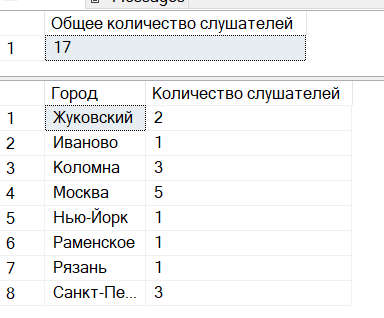 Messages
Общее количество слушателей
1 17
Город Количество слушателей
1 Жуковский 2
2 Иваново 1
3 Коломна 3
4 Москва 5
5 Нью-Йорк 1
6 Раменское 1
7 Рязань 1
8 Санкт-Пе... 3